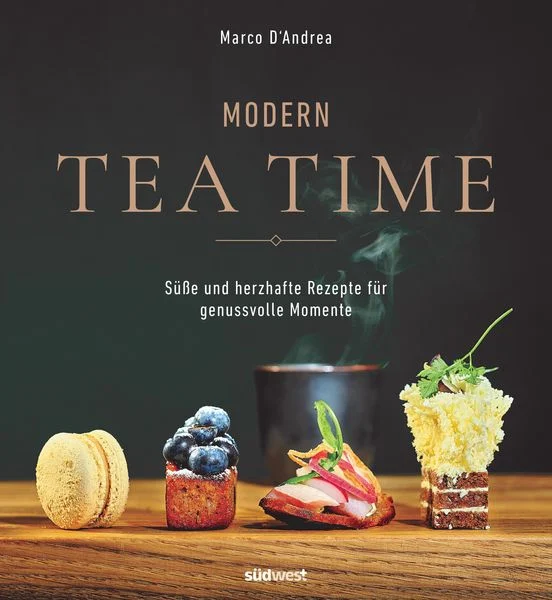 Marco D'Andrea
MODERN
TEA TIME
Süße und herzhafte Rezepte für
genussvolle Momente
südwest